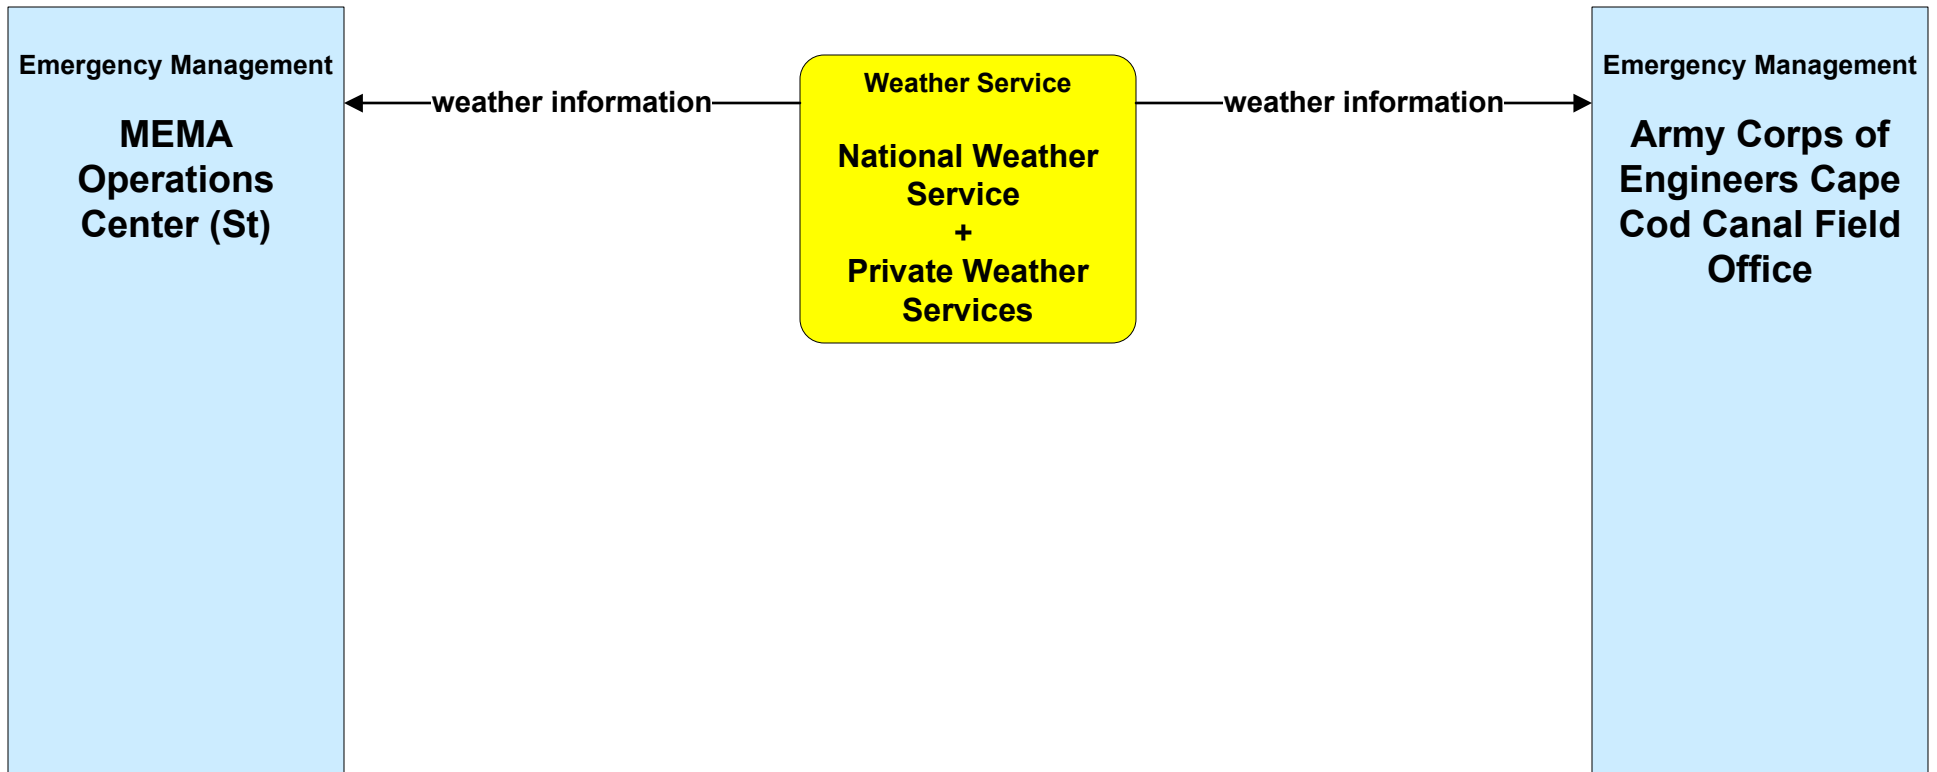 Emergency Management
MEMA
Operations
Center (St)
weather information
Weather Service
National Weather
Service
+
Private Weather
Services
weather information
Emergency Management
Army Corps of
Engineers Cape
Cod Canal Field
Office